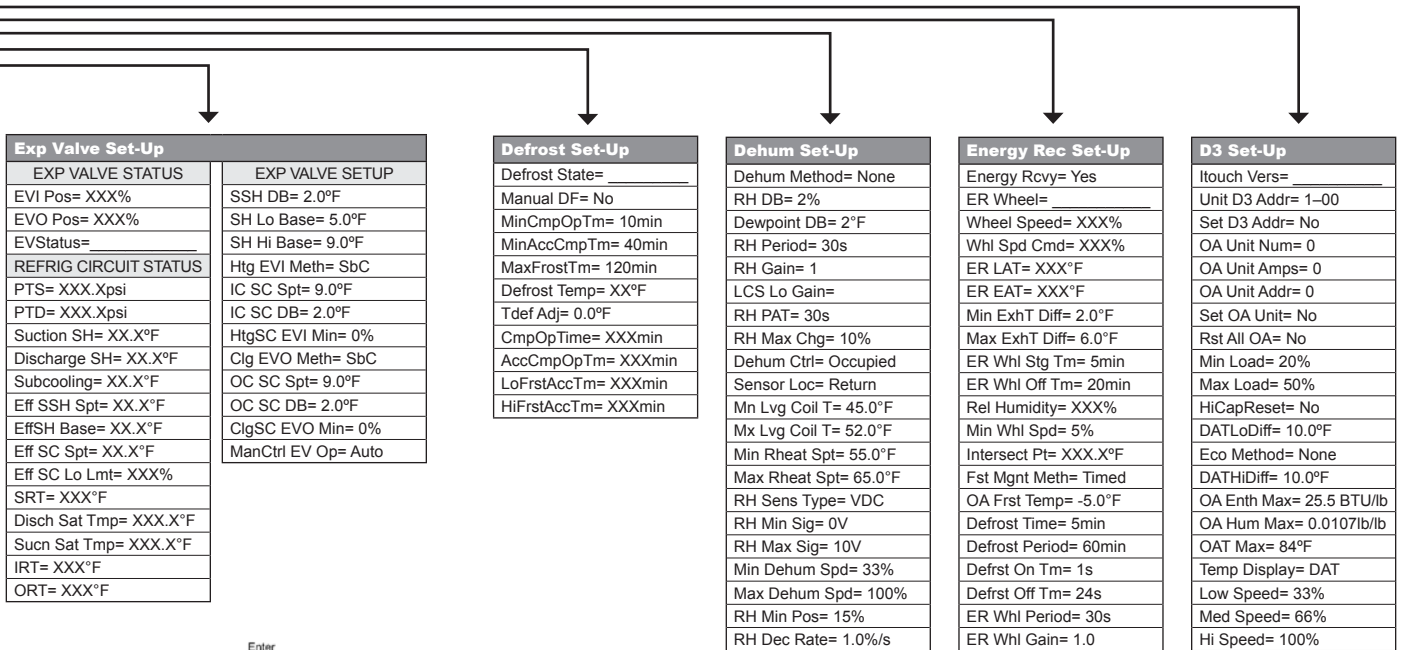 Exp Valve Set-Up
EXP VALVE STATUS
EVI Pos= XXX%
EVO Pos= XXX%
EVStatus=____________
REFRIG CIRCUIT STATUS
PTS= XXX.Xpsi
PTD= XXX.Xpsi
Suction SH= XX.XºF
Discharge SH= XX.XºF
Subcooling= XX.X°F
Eff SSH Spt= XX.X°F
EffSH Base= XX.X°F
Eff SC Spt= XX.X°F
Eff SC Lo Lmt= XXX%
SRT= XXX°F
Disch Sat Tmp= XXX.X°F
Sucn Sat Tmp= XXX.X°F
IRT= XXX°F
ORT= XXX°F
EXP VALVE SETUP
SSH DB= 2.0ºF
SH Lo Base= 5.0ºF
SH Hi Base= 9.0ºF
Htg EVI Meth= SbC
IC SC Spt= 9.0ºF
IC SC DB= 2.0ºF
HtgSC EVI Min= 0%
Clg EVO Meth= SbC
OC SC Spt= 9.0ºF
OC SC DB= 2.0ºF
ClgSC EVO Min= 0%
ManCtrl EV Op= Auto
Defrost Set-Up
Defrost State= _________
Manual DF= No
MinCmpOpTm= 10min
MinAccCmpTm= 40min
MaxFrostTm= 120min
Defrost Temp= XXºF
Tdef Adj= 0.0ºF
CmpOpTime= XXXmin
AccCmpOpTm= XXXmin
LoFrstAccTm= XXXmin
HiFrstAccTm= XXXmin
Dehum Set-Up
Dehum Method= None
RH DB= 2%
Dewpoint DB= 2°F
RH Period= 30s
RH Gain= 1
LCS Lo Gain=
RH PAT= 30s
RH Max Chg= 10%
Dehum Ctrl= Occupied
Sensor Loc= Return
Mn Lvg Coil T= 45.0°F
Mx Lvg Coil T= 52.0°F
Min Rheat Spt= 55.0°F
Max Rheat Spt= 65.0°F
RH Sens Type= VDC
RH Min Sig= 0V
RH Max Sig= 10V
Min Dehum Spd= 33%
Max Dehum Spd= 100%
RH Min Pos= 15%
RH Dec Rate= 1.0%/s
Energy Rec Set-Up
Energy Rcvy= Yes
ER Wheel= ___________
Wheel Speed= XXX%
Whl Spd Cmd= XXX%
ER LAT= XXX°F
ER EAT= XXX°F
Min ExhT Diff= 2.0°F
Max ExhT Diff= 6.0°F
ER Whl Stg Tm= 5min
ER Whl Off Tm= 20min
Rel Humidity= XXX%
Min Whl Spd= 5%
Intersect Pt= XXX.XºF
Fst Mgnt Meth= Timed
OA Frst Temp= -5.0°F
Defrost Time= 5min
Defrost Period= 60min
Defrst On Tm= 1s
Defrst Off Tm= 24s
ER Whl Period= 30s
ER Whl Gain= 1.0
D3 Set-Up
Itouch Vers= __________
Unit D3 Addr= 1–00
Set D3 Addr= No
OA Unit Num= 0
OA Unit Amps= 0
OA Unit Addr= 0
Set OA Unit= No
Rst All OA= No
Min Load= 20%
Max Load= 50%
HiCapReset= No
DATLoDiff= 10.0ºF
Eco Method= None
DATHiDiff= 10.0ºF
OA Enth Max= 25.5 BTU/lb
OA Hum Max= 0.0107lb/lb
OAT Max= 84ºF
Temp Display= DAT
Low Speed= 33%
Med Speed= 66%
Hi Speed= 100%
Enter